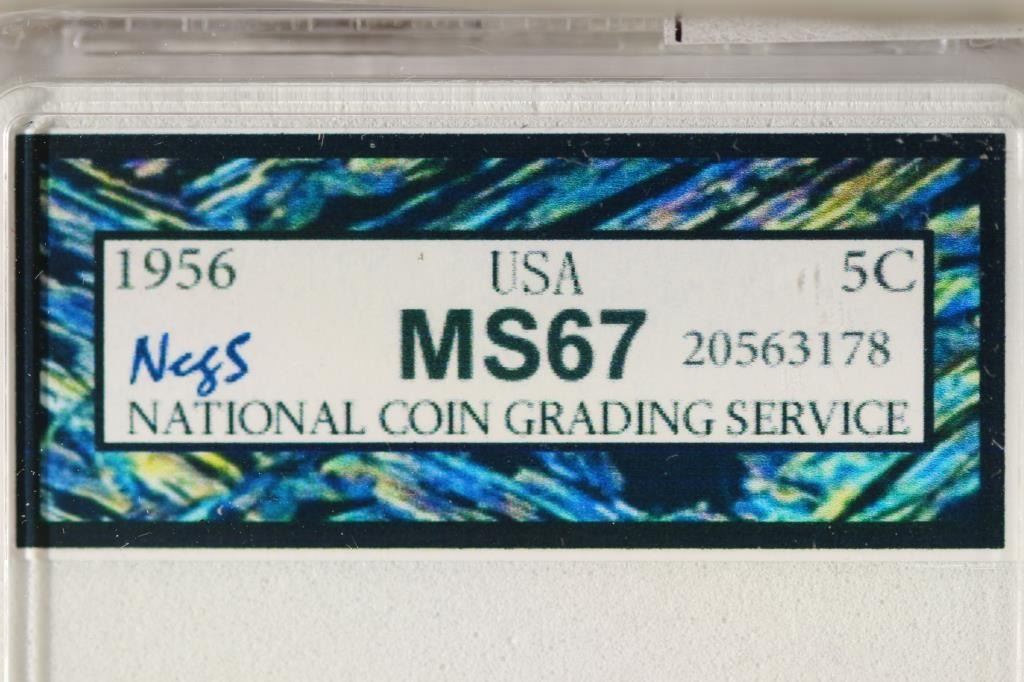 1956 USA 5C
NcgS MS67 20563178
NATIONAL COIN GRADING SERVICE